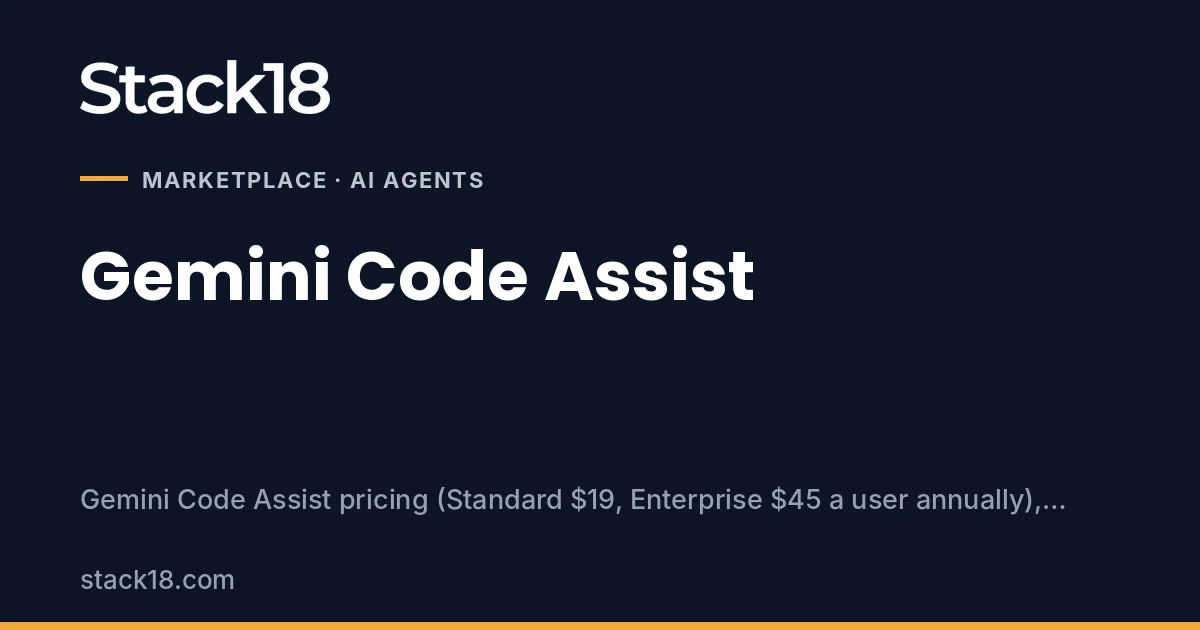 Stack18
MARKETPLACE · AI AGENTS
Gemini Code Assist
Gemini Code Assist pricing (Standard $19, Enterprise $45 a user annually),...
stack18.com